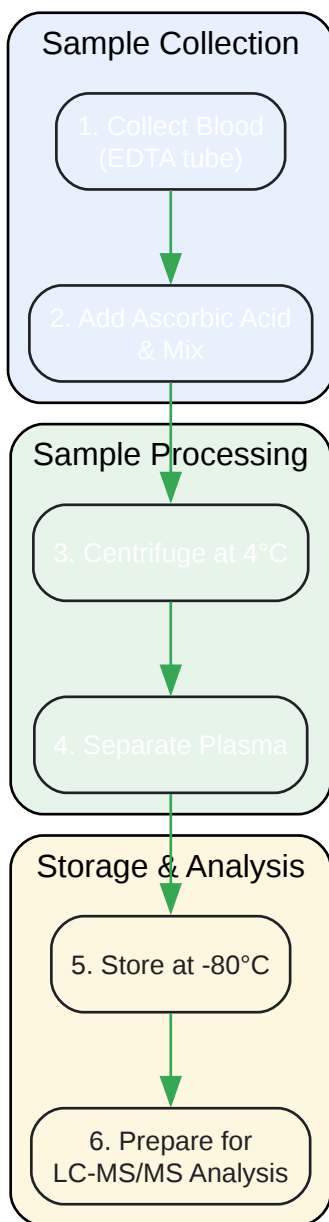 Sample Collection
1. Collect Blood
(EDTA tube)
2. Add Ascorbic Acid
& Mix
Sample Processing
3. Centrifuge at 4°C
4. Separate Plasma
Storage & Analysis
5. Store at -80°C
6. Prepare for
LC-MS/MS Analysis